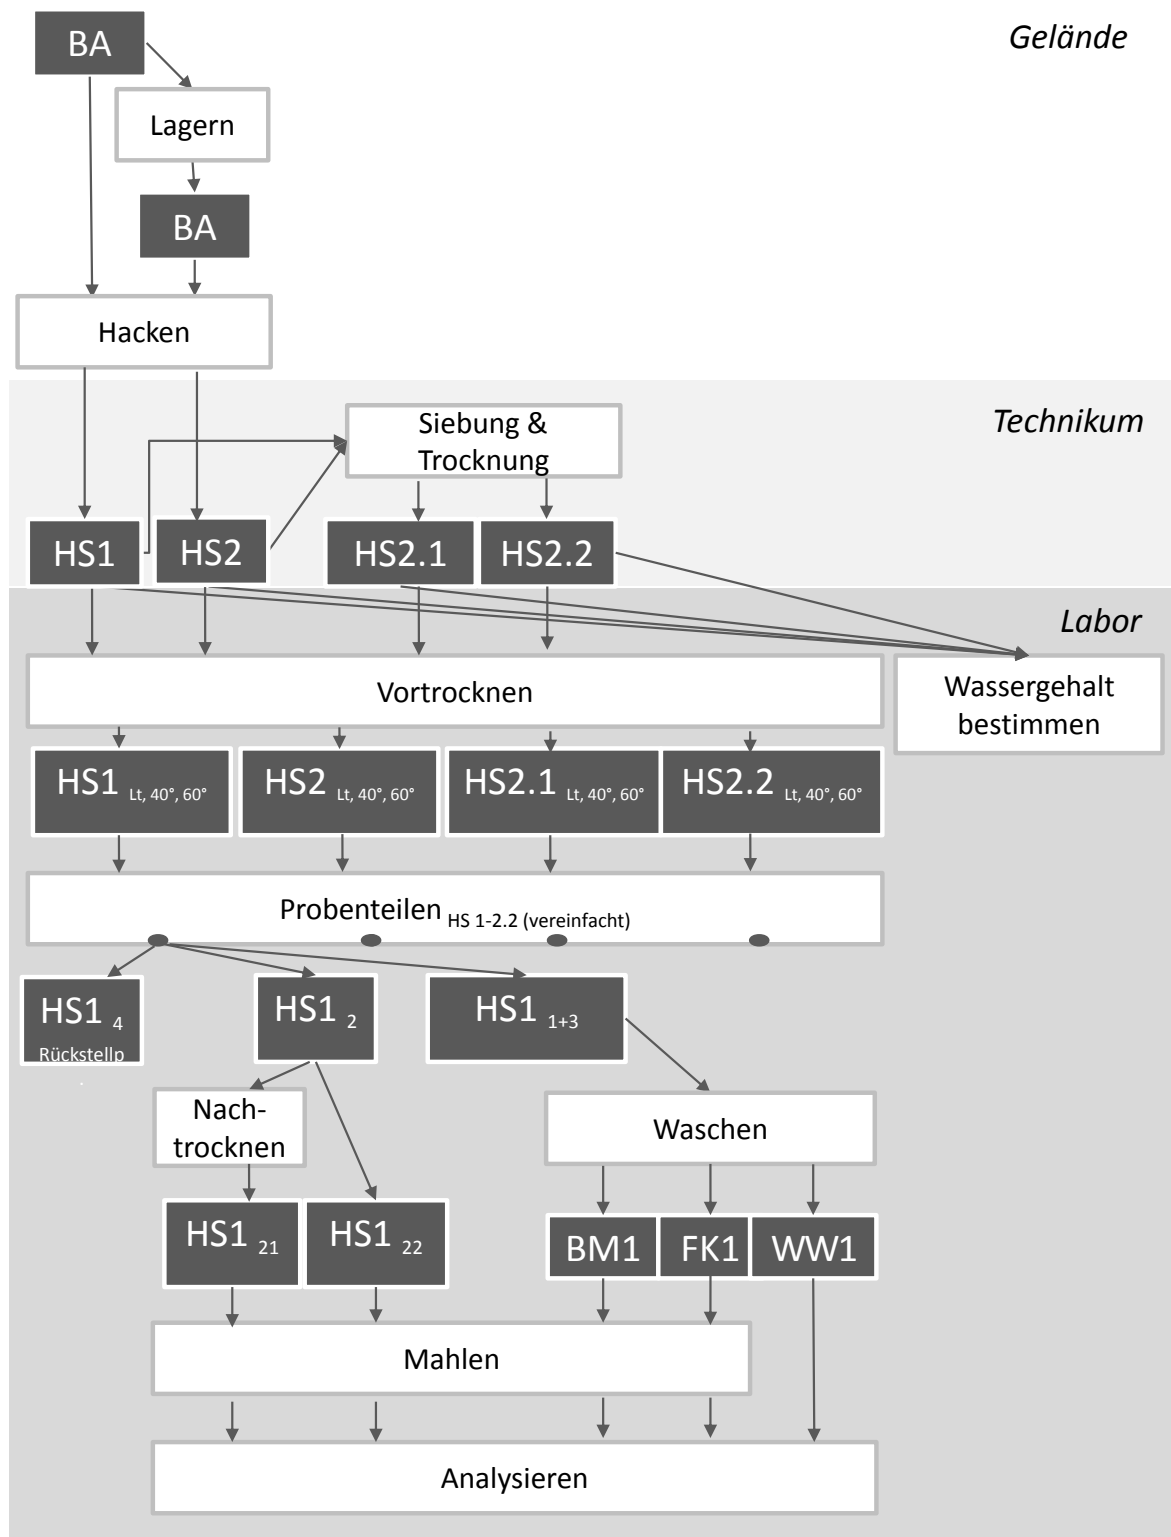 BA
Gelände
Lagern
BA
Hacken
Siebung &
Trocknung
Technikum
HS1
HS2
HS2.1
HS2.2
Labor
Vortrocknen
Wassergehalt
bestimmen
HS1 Lt, 40°, 60°
HS2 Lt, 40°, 60°
HS2.1 Lt, 40°, 60°
HS2.2 Lt, 40°, 60°
Probenteilen HS 1-2.2 (vereinfacht)
HS1 4
Rückstellp
.
HS1 2
HS1 1+3
Nach-
trocknen
Waschen
HS1 21
HS1 22
BM1
FK1
WW1
Mahlen
Analysieren